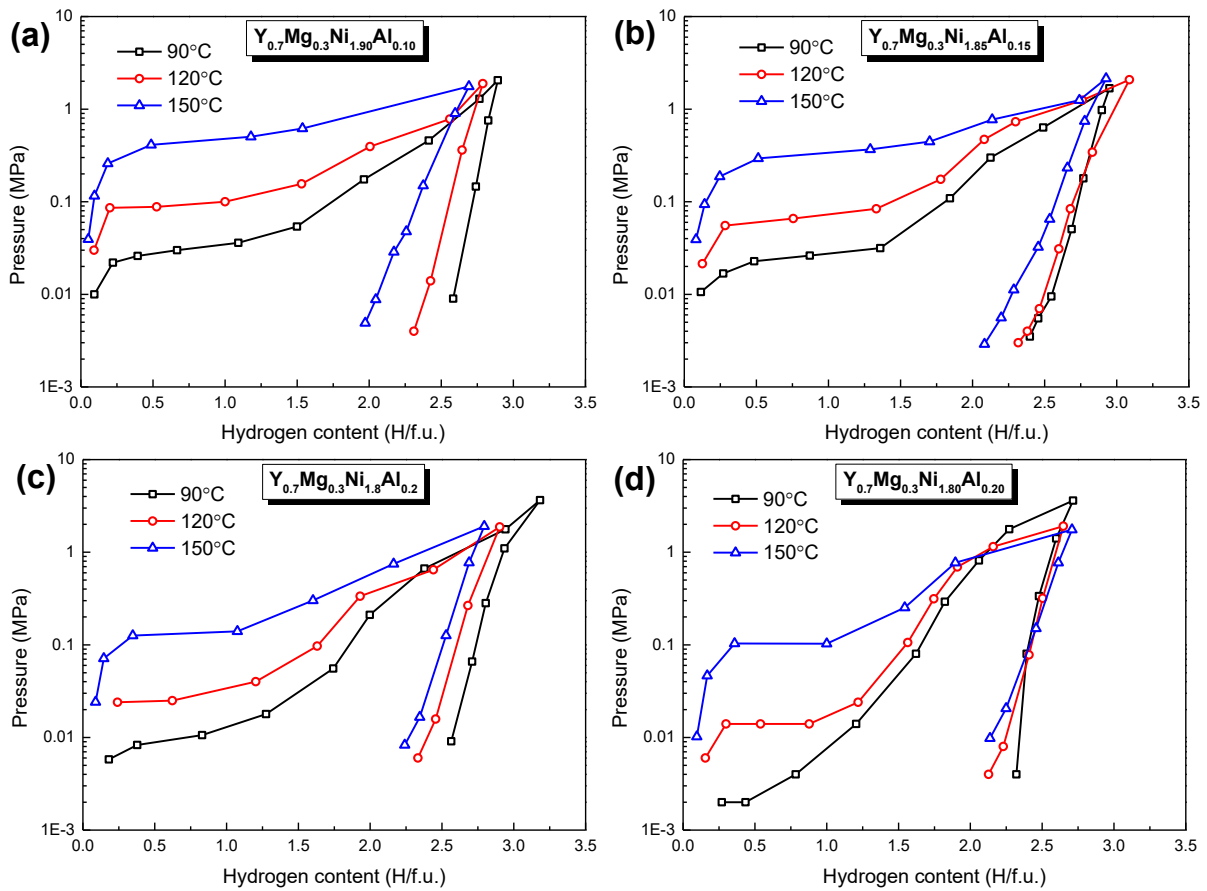 (a)
Y0.7Mg0.3Ni1.90Al0.10
90°C
120°C
150°C
10
1
0.1
0.01
1E-3
Pressure (MPa)
0.0 0.5 1.0 1.5 2.0 2.5 3.0 3.5
Hydrogen content (H/f.u.)
(b)
Y0.7Mg0.3Ni1.85Al0.15
90°C
120°C
150°C
10
1
0.1
0.01
1E-3
Pressure (MPa)
0.0 0.5 1.0 1.5 2.0 2.5 3.0 3.5
Hydrogen content (H/f.u.)
(c)
Y0.7Mg0.3Ni1.8Al0.2
90°C
120°C
150°C
10
1
0.1
0.01
1E-3
Pressure (MPa)
0.0 0.5 1.0 1.5 2.0 2.5 3.0 3.5
Hydrogen content (H/f.u.)
(d)
Y0.7Mg0.3Ni1.80Al0.20
90°C
120°C
150°C
10
1
0.1
0.01
1E-3
Pressure (MPa)
0.0 0.5 1.0 1.5 2.0 2.5 3.0 3.5
Hydrogen content (H/f.u.)